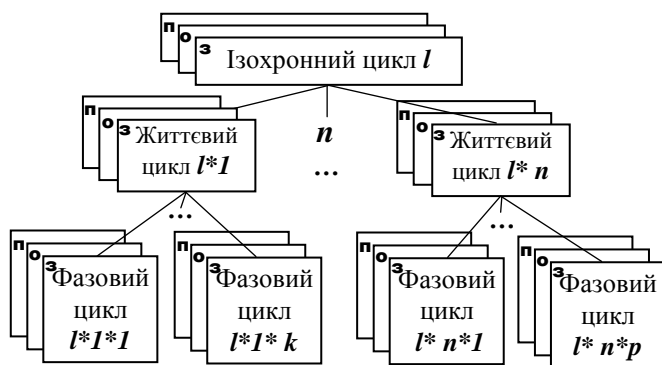 П
О
З
Ізохронний цикл l
П
О
З
Життєвий
цикл l*1
n
...
П
О
З
Життєвий
цикл l* n
...
...
П
О
З
Фазовий
цикл
l*1*1
П
О
З
Фазовий
цикл
l*1* k
П
О
З
Фазовий
цикл
l* n*1
П
О
З
Фазовий
цикл
l* n*p